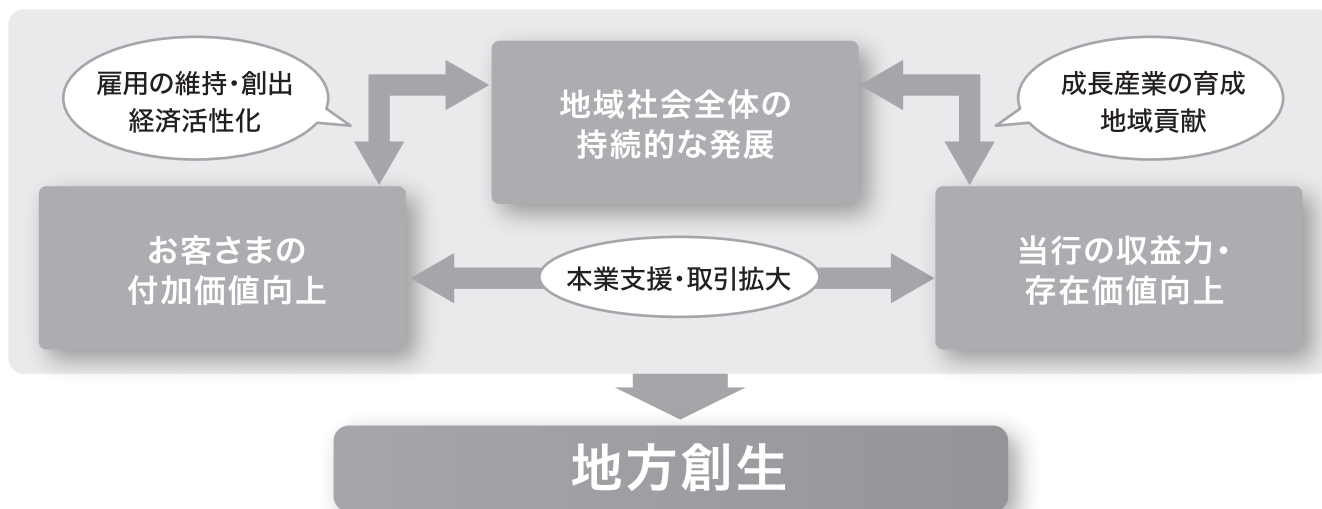 雇用の維持・創出
経済活性化
地域社会全体の
持続的な発展
成長産業の育成
地域貢献
お客さまの
付加価値向上
本業支援・取引拡大
当行の収益力・
存在価値向上
地方創生